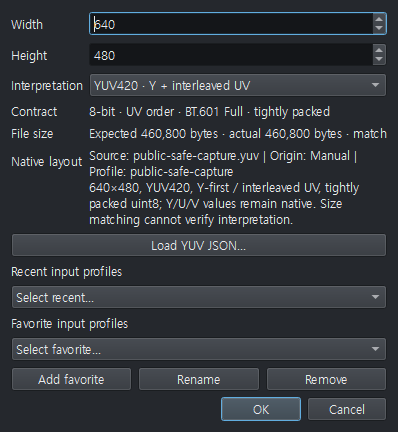 Width 640
Height 480
Interpretation YUV420 · Y + interleaved UV
Contract 8-bit · UV order · BT.601 Full · tightly packed
File size Expected 460,800 bytes · actual 460,800 bytes · match
Native layout Source: public-safe-capture.yuv | Origin: Manual |
Profile: public-safe-capture
640×480, YUV420, Y-first / interleaved UV, tightly
packed uint8; Y/U/V values remain native. Size
matching cannot verify interpretation.
Load YUV JSON...
Recent input profiles
Select recent...
Favorite input profiles
Select favorite...
Add favorite Rename Remove
OK Cancel